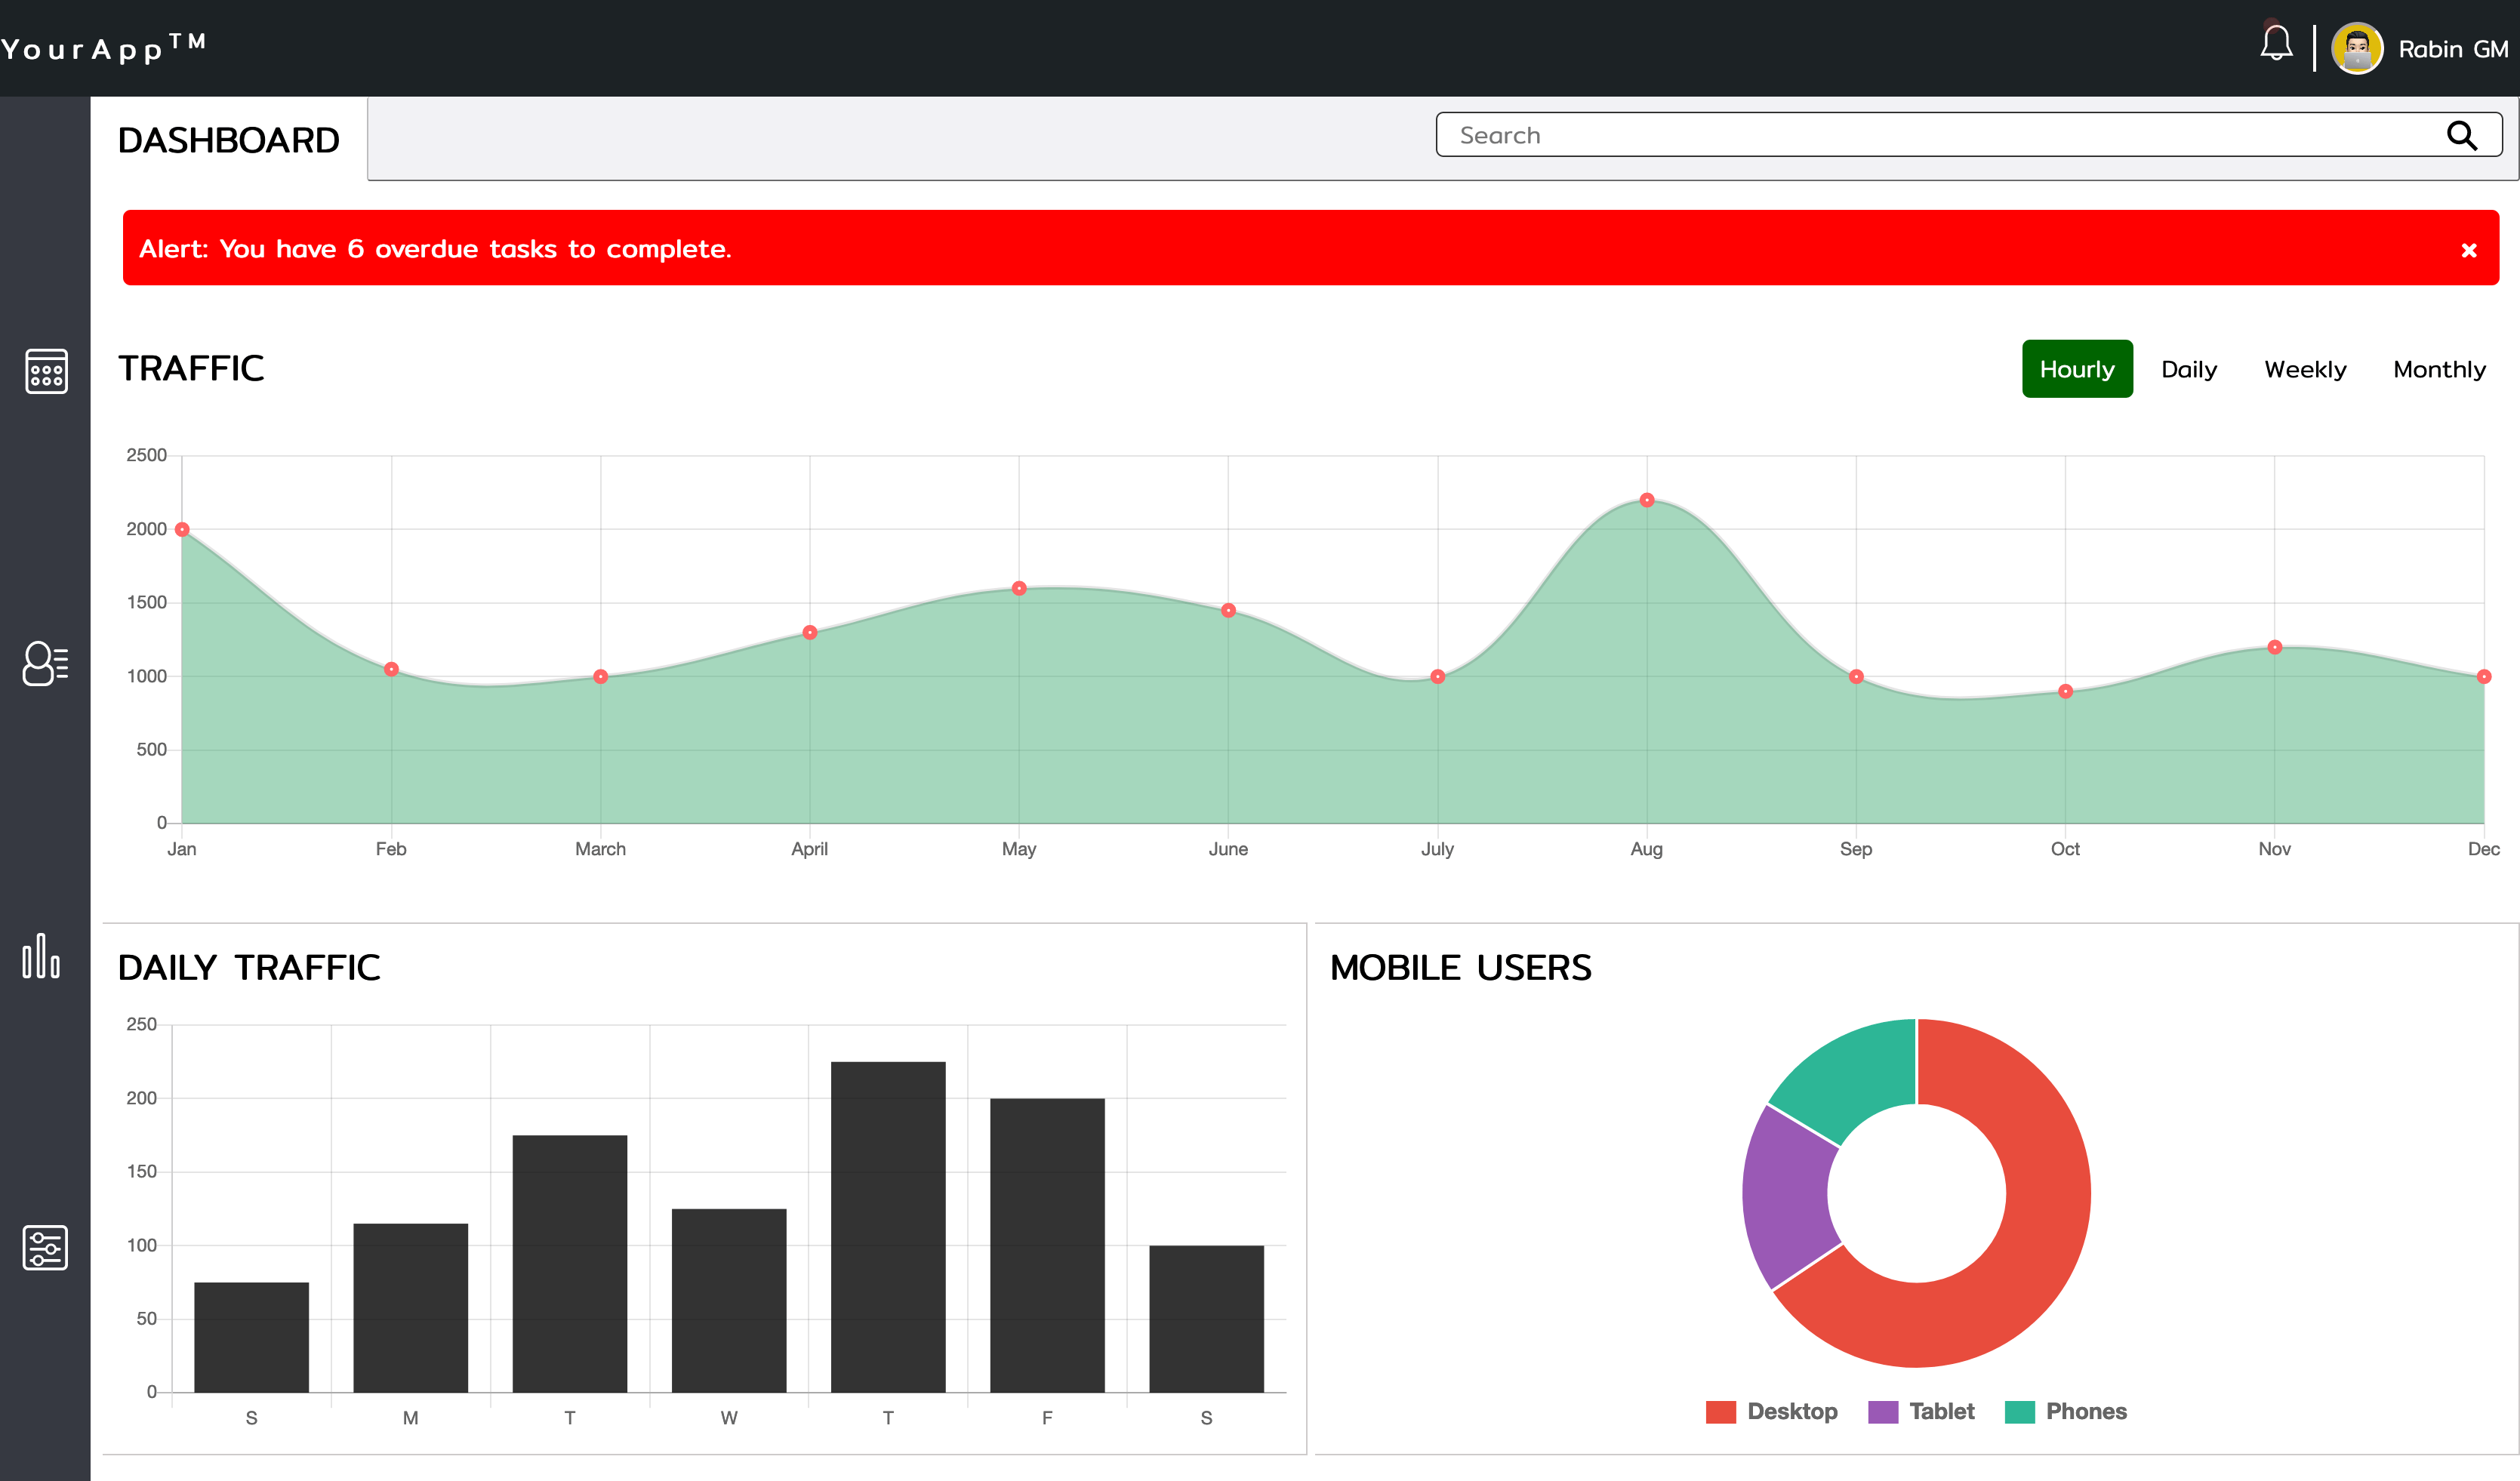 YourApp™
Rabin GM
DASHBOARD
Search
Alert: You have 6 overdue tasks to complete.
TRAFFIC
Hourly Daily Weekly Monthly
2500
2000
1500
1000
500
0
Jan Feb March April May June July Aug Sep Oct Nov Dec
DAILY TRAFFIC
250
200
150
100
50
0
S M T W T F S
MOBILE USERS
Desktop Tablet Phones